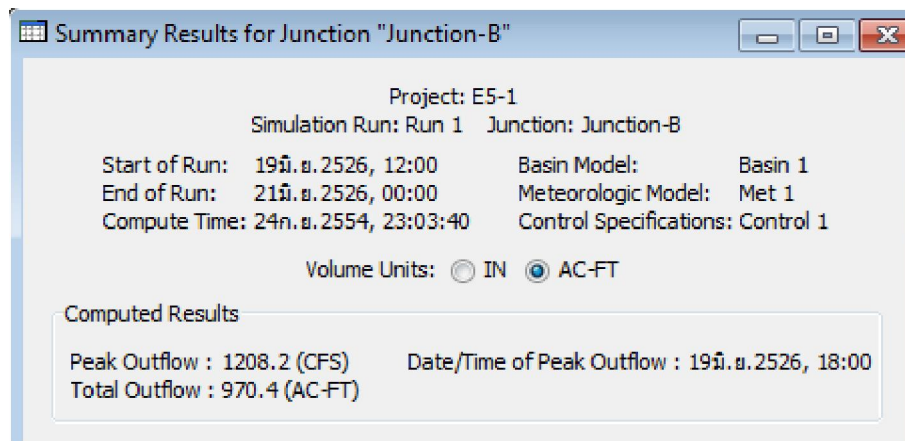 Summary Results for Junction "Junction-B"
Project: E5-1
Simulation Run: Run 1 Junction: Junction-B
Start of Run: 19มิ.ย.2526, 12:00 Basin Model: Basin 1
End of Run: 21มิ.ย.2526, 00:00 Meteorologic Model: Met 1
Compute Time: 24ก.ย.2554, 23:03:40 Control Specifications: Control 1
Volume Units: IN AC-FT
Computed Results
Peak Outflow : 1208.2 (CFS) Date/Time of Peak Outflow : 19มิ.ย.2526, 18:00
Total Outflow : 970.4 (AC-FT)